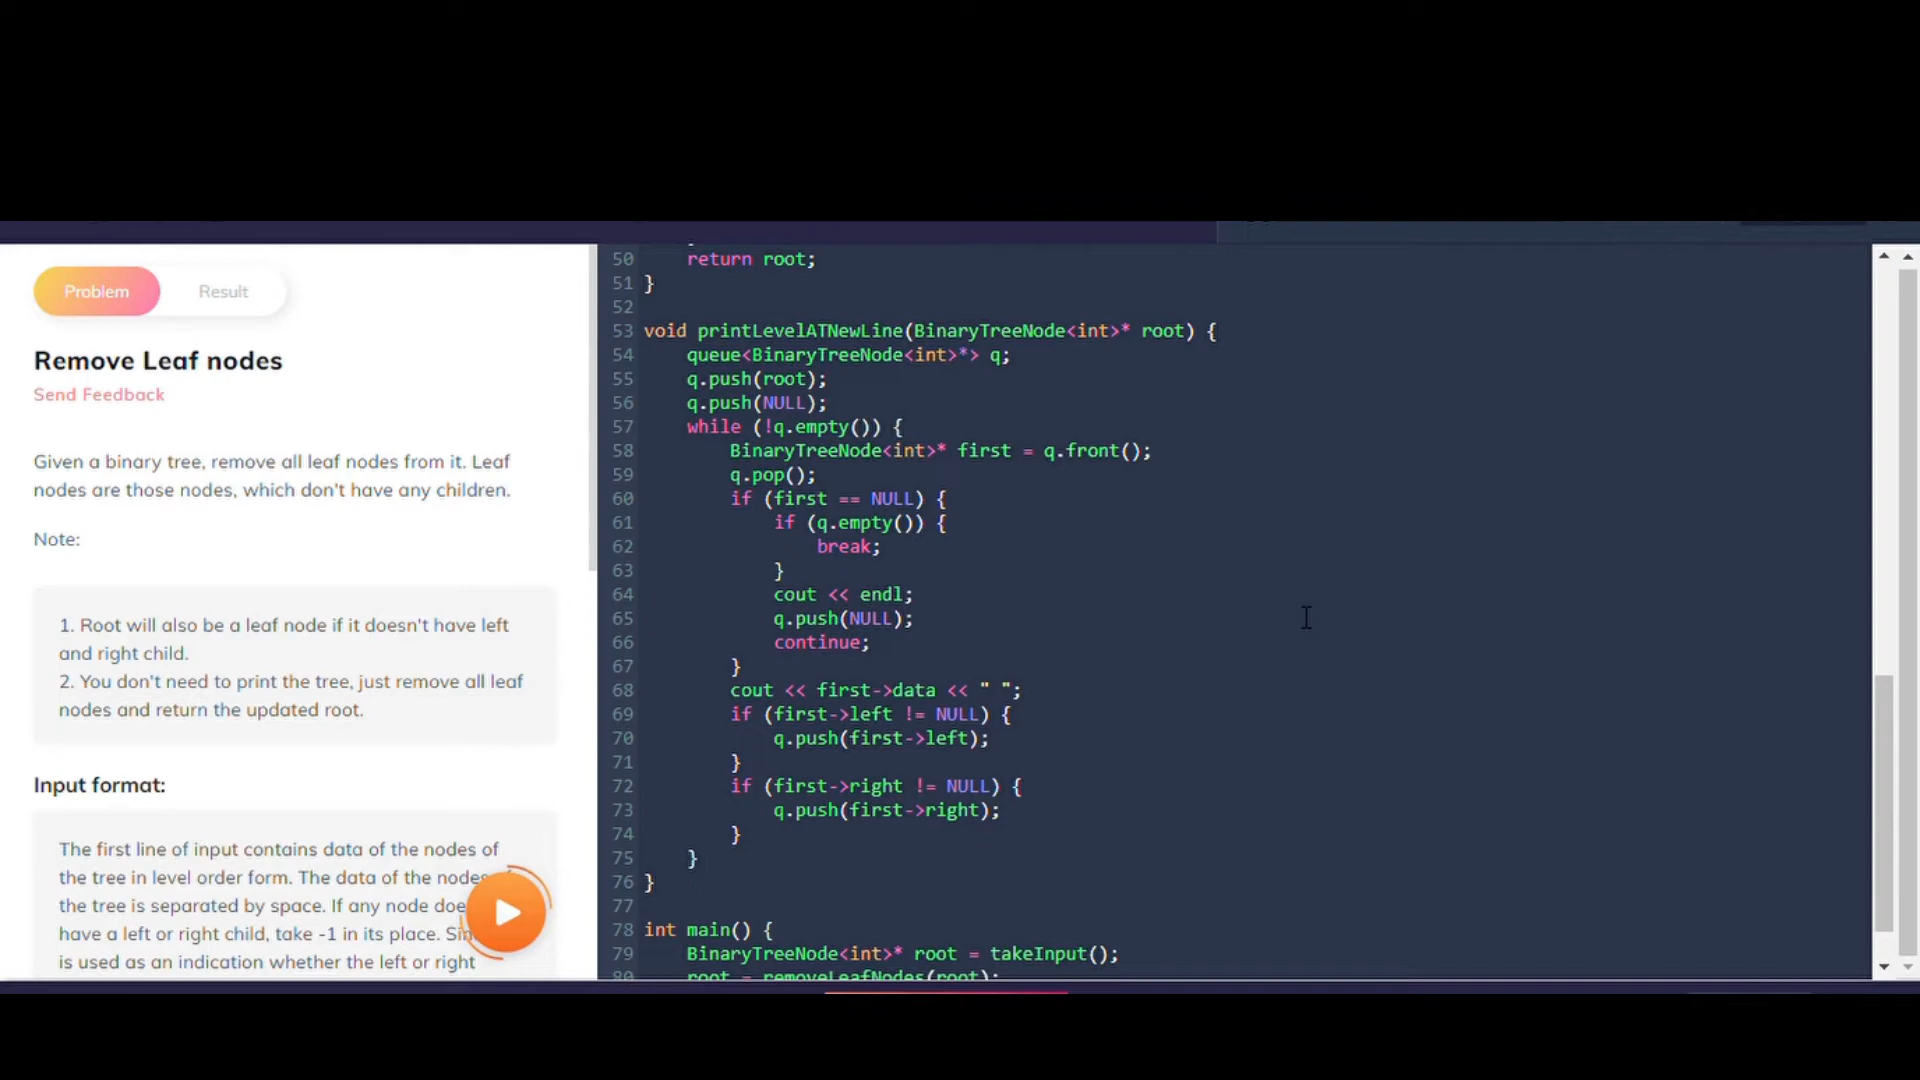 Problem
Result
Remove Leaf nodes
Send Feedback
Given a binary tree, remove all leaf nodes from it. Leaf
nodes are those nodes, which don't have any children.
Note:
1. Root will also be a leaf node if it doesn't have left
and right child.
2. You don't need to print the tree, just remove all leaf
nodes and return the updated root.
Input format:
The first line of input contains data of the nodes of
the tree in level order form. The data of the nodes
the tree is separated by space. If any node
have a left or right child, take -1 in its place.
is used as an indication whether the left or right
50 return root;
51 }
52
53 void printLevelATNewLine(BinaryTreeNode<int>* root) {
54 queue<BinaryTreeNode<int>*> q;
55 q.push(root);
56 q.push(NULL);
57 while (!q.empty()) {
58 BinaryTreeNode<int>* first = q.front();
59 q.pop();
60 if (first == NULL) {
61 if (q.empty()) {
62 break;
63 }
64 cout << endl;
65 q.push(NULL);
66 continue;
67 }
68 cout << first->data << " ";
69 if (first->left != NULL) {
70 q.push(first->left);
71 }
72 if (first->right != NULL) {
73 q.push(first->right);
74 }
75 }
76 }
77
78 int main() {
79 BinaryTreeNode<int>* root = takeInput();
80 root = removeLeafNodes(root);